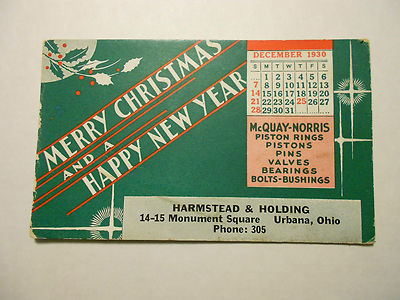 MERRY CHRISTMAS
AND A
HAPPY NEW YEAR
DECEMBER 1930
S M T W T F S
1 2 3 4 5 6
7 8 9 10 11 12 13
14 15 16 17 18 19 20
21 22 23 24 25 26 27
28 29 30 31
McQUAY-NORRIS
PISTON RINGS
PISTONS
PINS
VALVES
BEARINGS
BOLTS-BUSHINGS
HARMSTEAD & HOLDING
14-15 Monument Square Urbana, Ohio
Phone: 305